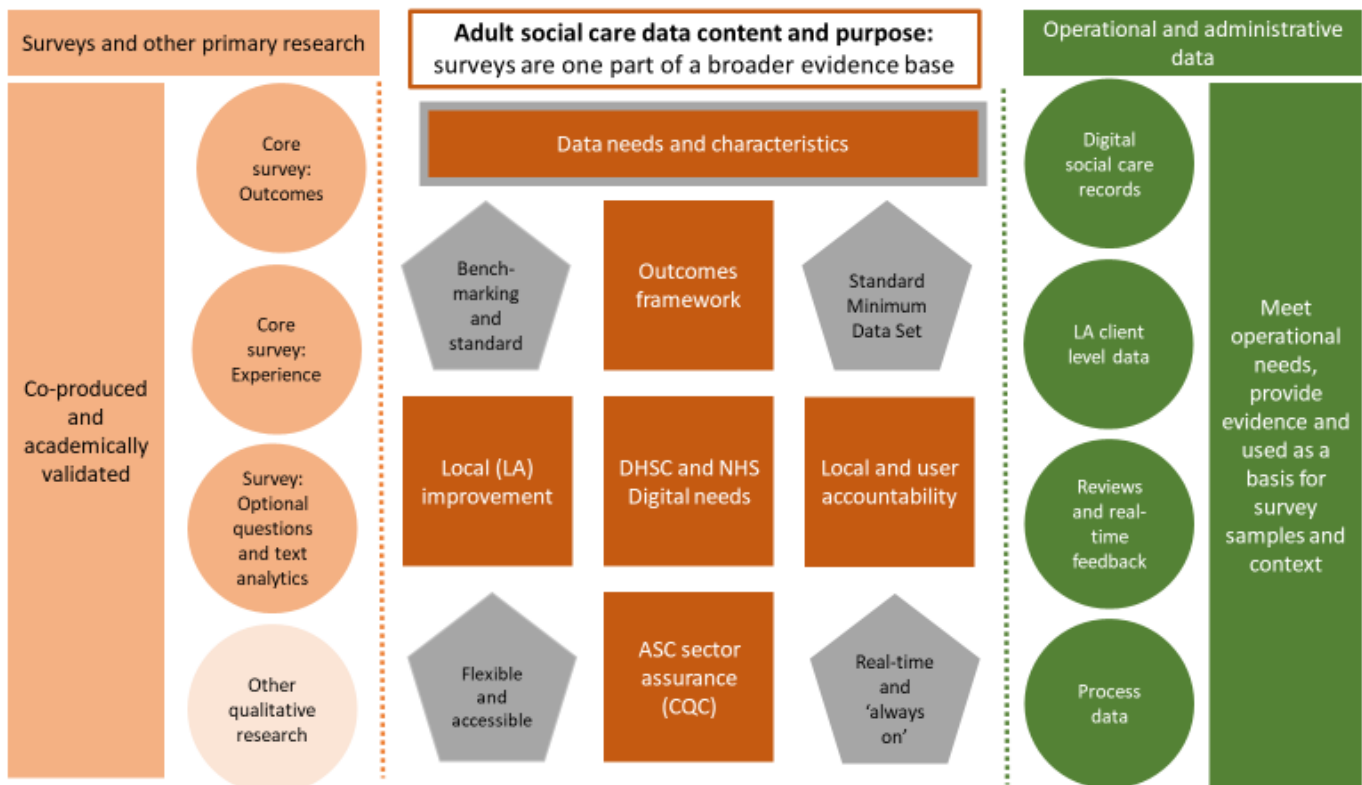 Surveys and other primary research
Adult social care data content and purpose:
surveys are one part of a broader evidence base
Operational and administrative
data
Co-produced
and
academically
validated
Core
survey:
Outcomes
Core
survey:
Experience
Survey:
Optional
questions
and text
analytics
Other
qualitative
research
Data needs and characteristics
Bench-
marking
and
standard
Outcomes
framework
Standard
Minimum
Data Set
Local (LA)
improvement
DHSC and NHS
Digital needs
Local and user
accountability
Flexible
and
accessible
ASC sector
assurance
(CQC)
Real-time
and
‘always
on’
Digital
social care
records
LA client
level data
Reviews
and real-
time
feedback
Process
data
Meet
operational
needs,
provide
evidence and
used as a
basis for
survey
samples and
context